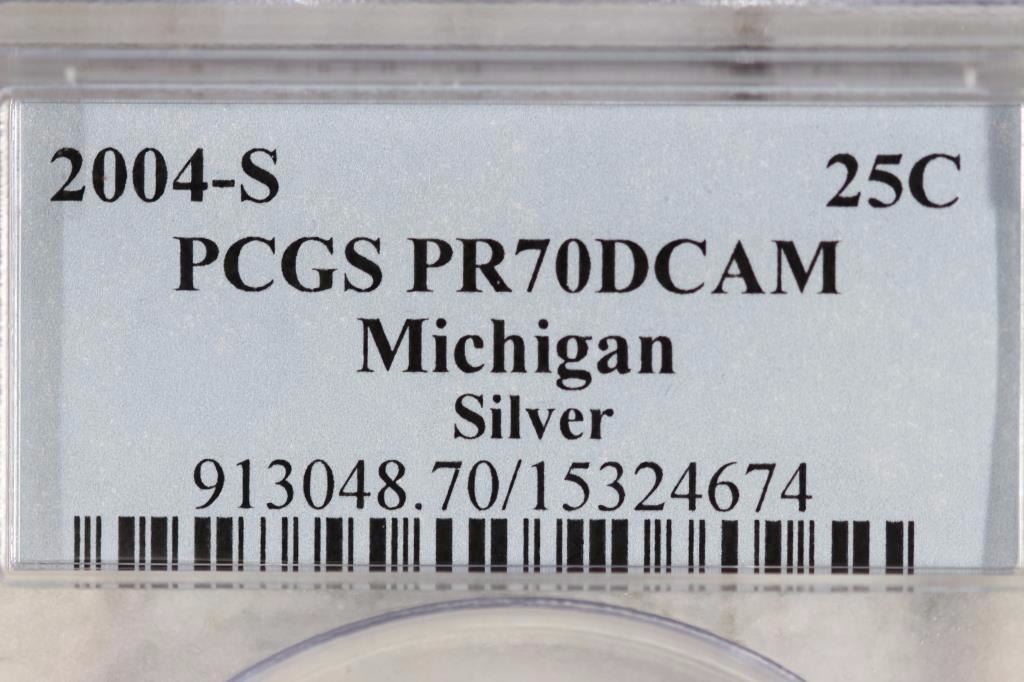 2004-S 25C
PCGS PR70DCAM
Michigan
Silver
913048.70/15324674